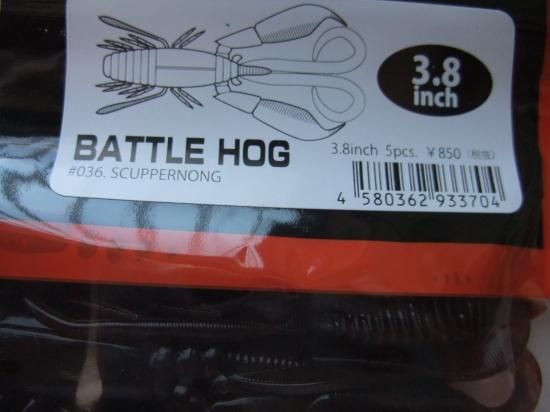 3.8
inch
BATTLE HOG
3.8inch 5pcs. ¥850 (税抜)
#036. SCUPPERNONG
4 580362 933704